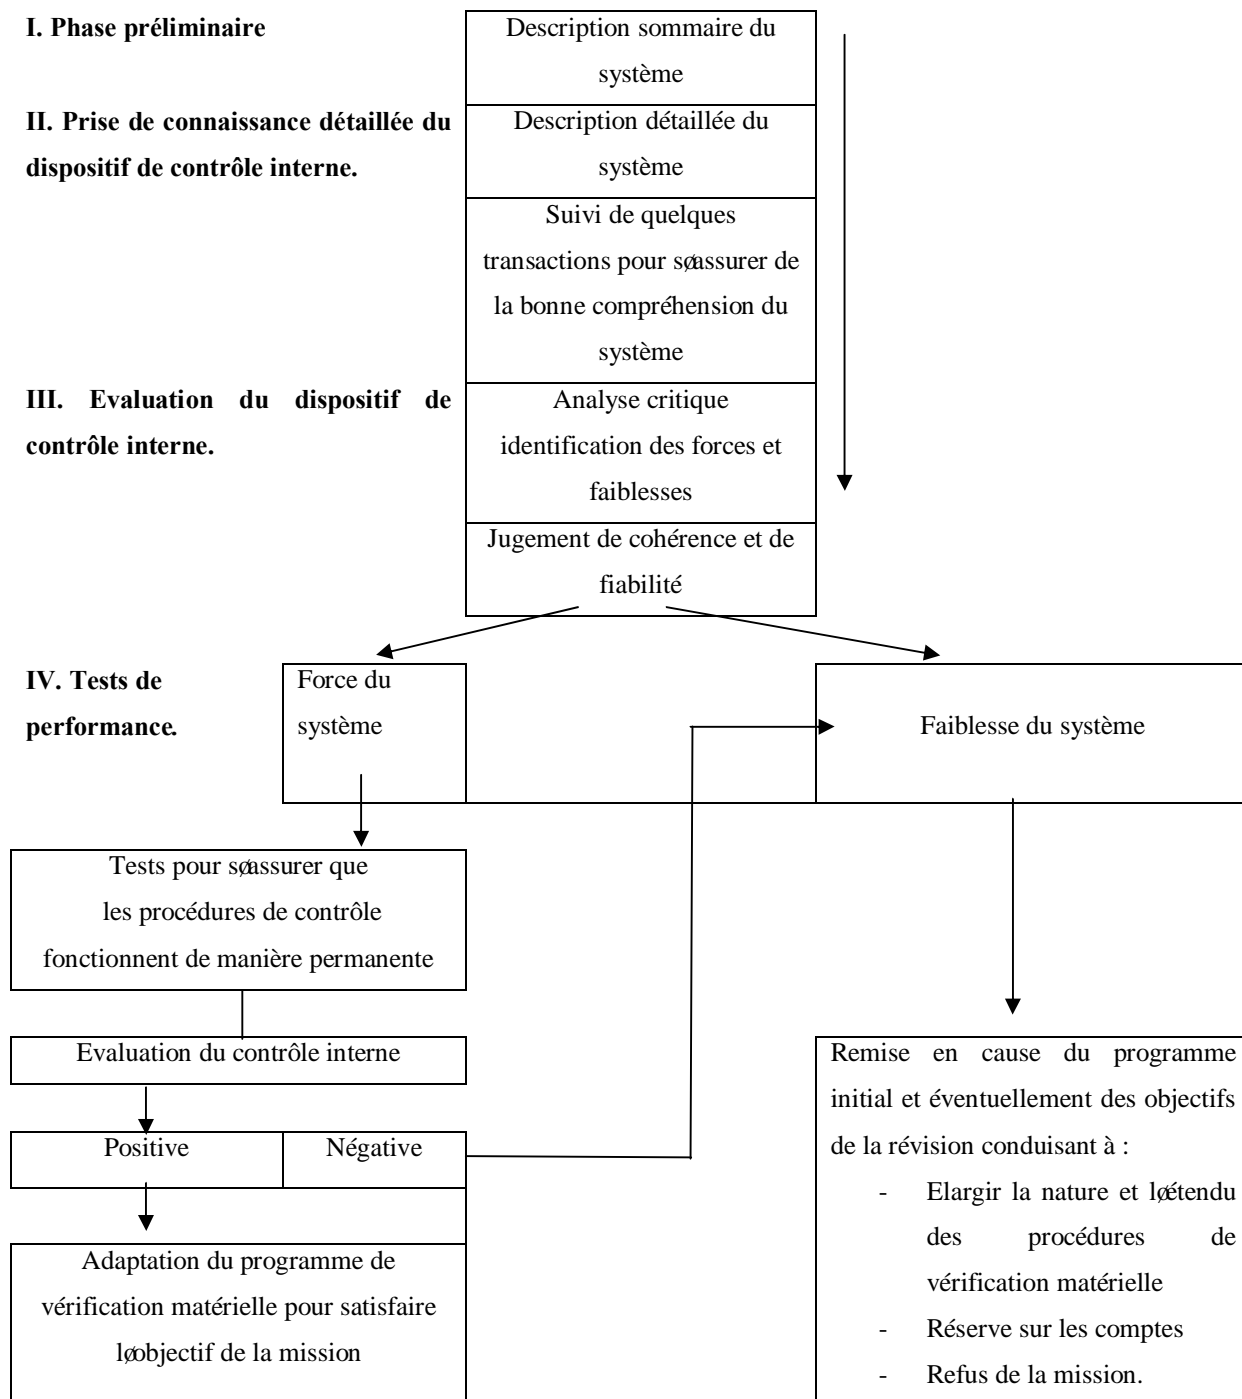 I. Phase préliminaire
Description sommaire du
système
II. Prise de connaissance détaillée du
dispositif de contrôle interne.
Description détaillée du
système
Suivi de quelques
transactions pour søassurer de
la bonne compréhension du
système
III. Evaluation du dispositif de
contrôle interne.
Analyse critique
identification des forces et
faiblesses
Jugement de cohérence et de
fiabilité
IV. Tests de
performance.
Force du
système
Faiblesse du système
Tests pour søassurer que
les procédures de contrôle
fonctionnent de manière permanente
Evaluation du contrôle interne
Positive
Négative
Adaptation du programme de
vérification matérielle pour satisfaire
løobjectif de la mission
Remise en cause du programme
initial et éventuellement des objectifs
de la révision conduisant à :
- Elargir la nature et løétendu
des procédures de
vérification matérielle
- Réserve sur les comptes
- Refus de la mission.